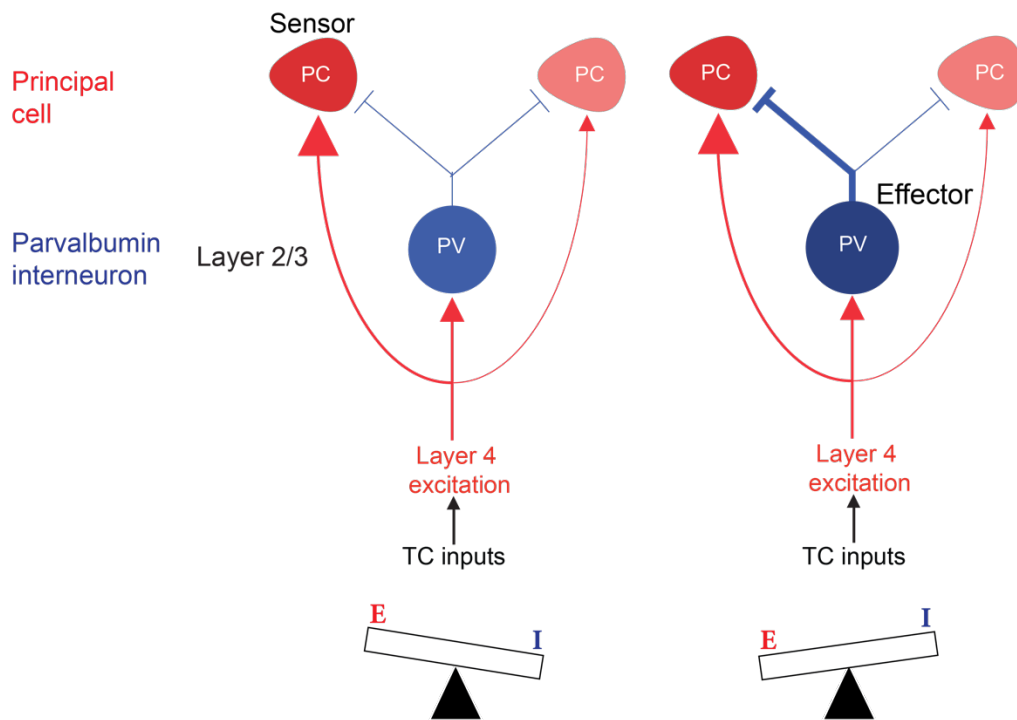 Sensor
PC
PC
PC
PC
Principal
cell
Effector
Parvalbumin
interneuron
Layer 2/3
PV
PV
Layer 4
excitation
Layer 4
excitation
TC inputs
TC inputs
E
I
E
I